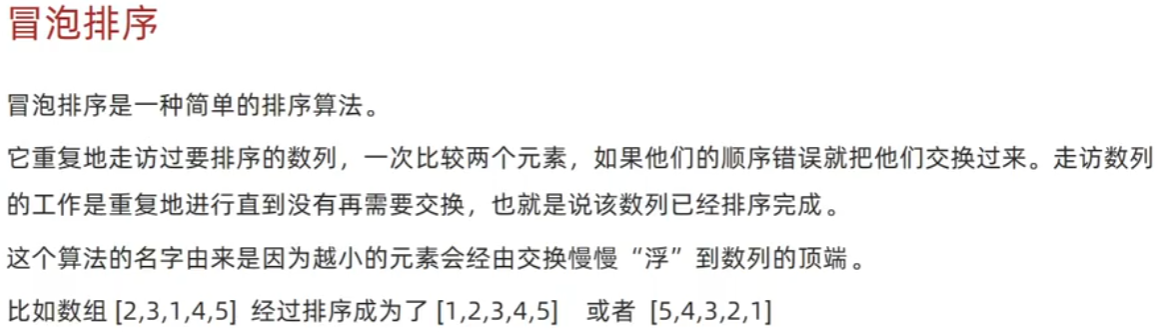 冒泡排序
冒泡排序是一种简单的排序算法。
它重复地走访过要排序的数列，一次比较两个元素，如果他们的顺序错误就把他们交换过来。走访数列
的工作是重复地进行直到没有再需要交换，也就是说该数列已经排序完成。
这个算法的名字由来是因为越小的元素会经由交换慢慢“浮”到数列的顶端。
比如数组 [2,3,1,4,5] 经过排序成为了 [1,2,3,4,5] 或者 [5,4,3,2,1]